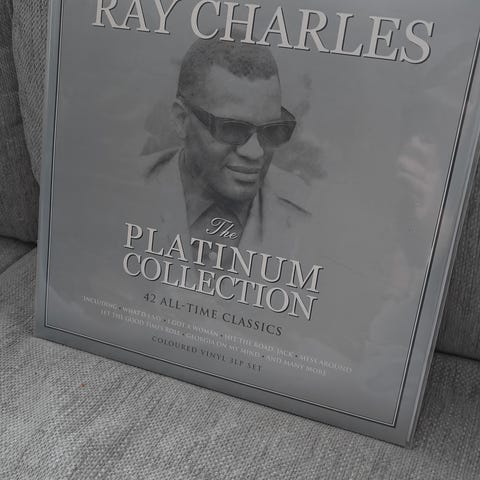 RAY CHARLES
The
PLATINUM
COLLECTION
42 ALL-TIME CLASSICS
INCLUDING • WHAT'D I SAY • I GOT A WOMAN • HIT THE ROAD JACK • MESS AROUND
LET THE GOOD TIMES ROLL • GEORGIA ON MY MIND • AND MANY MORE
COLOURED VINYL 3LP SET